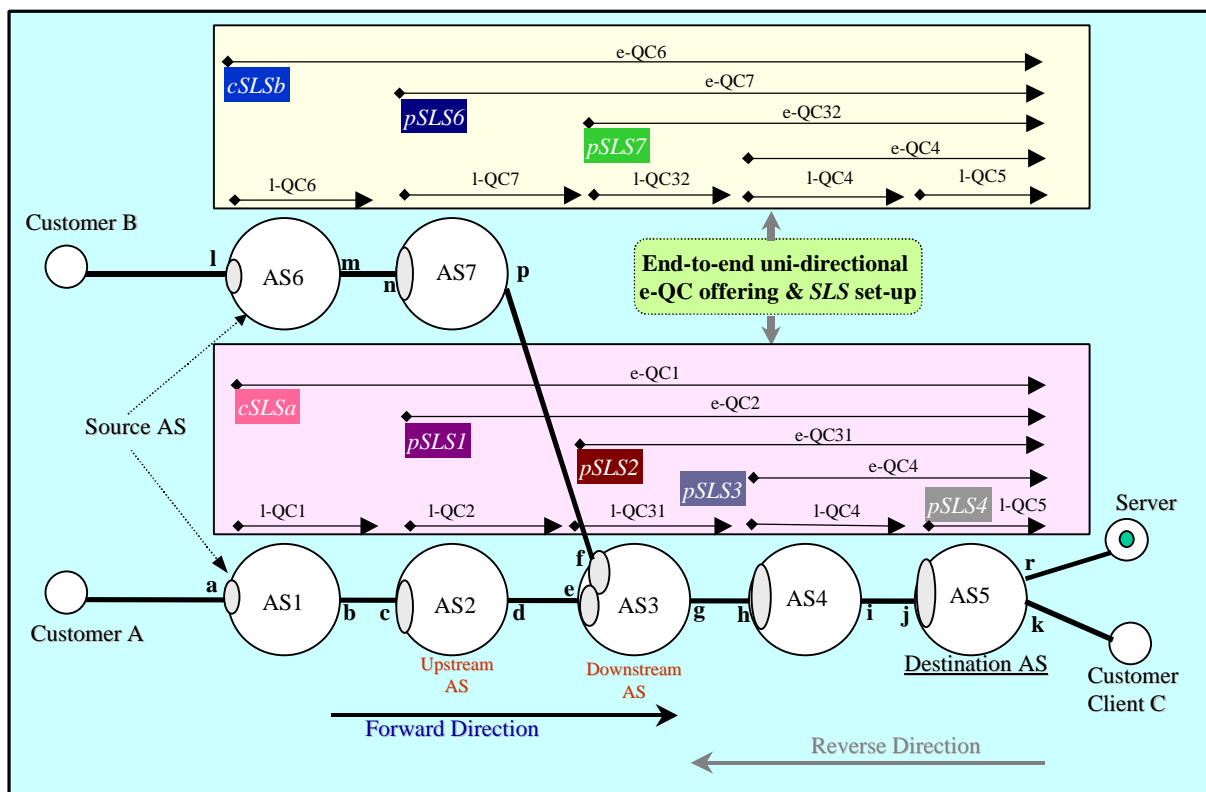 e-QC6
cSLSb
e-QC7
pSLS6
e-QC32
pSLS7
e-QC4
l-QC6
l-QC7
l-QC32
l-QC4
l-QC5
Customer B
l
AS6
m
n
AS7
p
End-to-end uni-directional
e-QC offering & SLS set-up
Source AS
e-QC1
cSLSa
e-QC2
pSLS1
e-QC31
pSLS2
e-QC4
pSLS3
l-QC1
l-QC2
l-QC31
l-QC4
pSLS4
l-QC5
Server
Customer A
a
AS1
b
c
AS2
d
e
f
AS3
g
h
AS4
i
j
AS5
r
k
Upstream
AS
Downstream
AS
Destination AS
Customer
Client C
Forward Direction
Reverse Direction